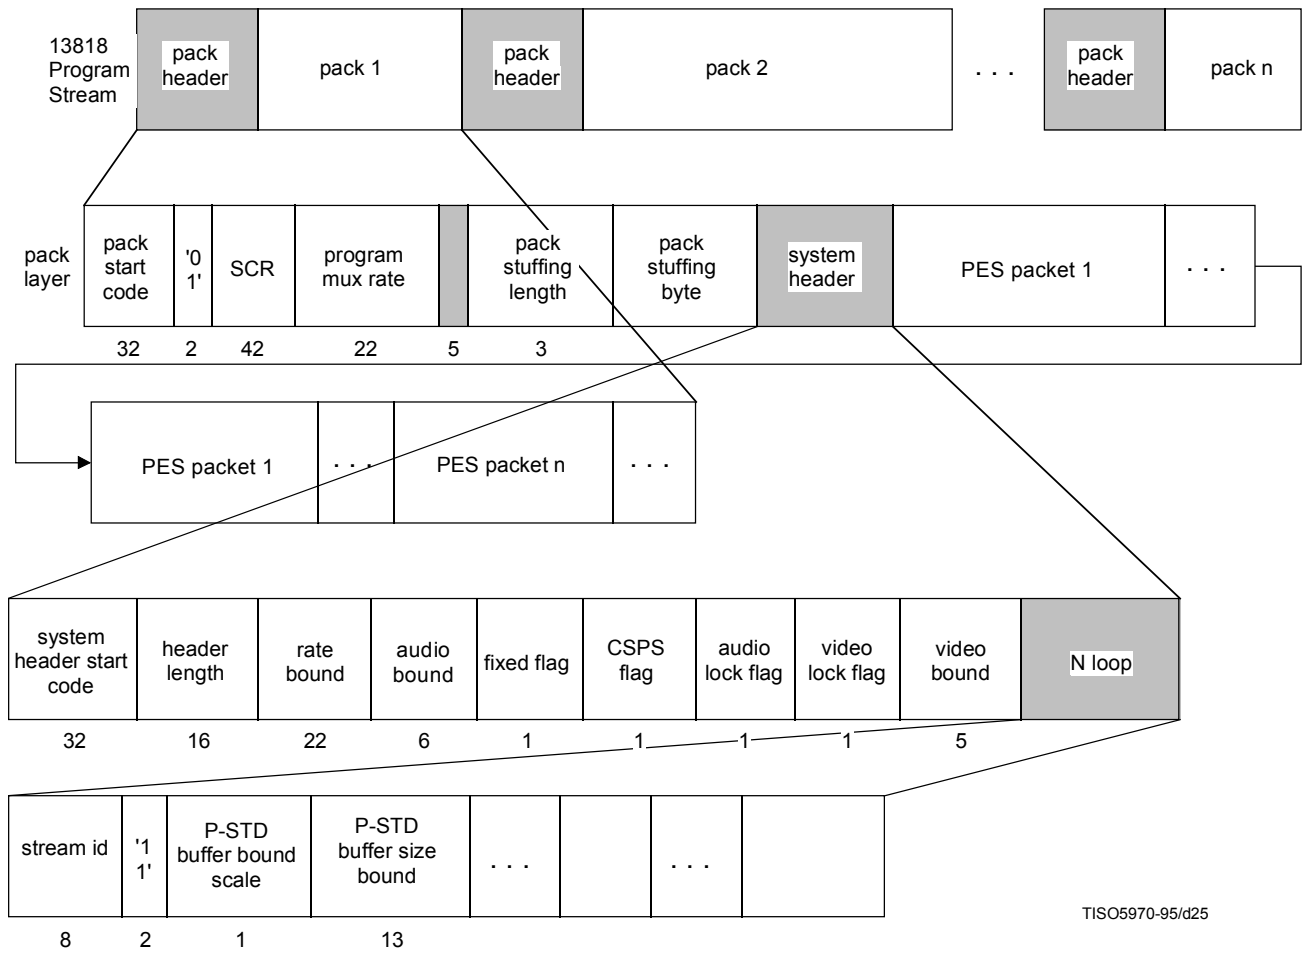 13818
Program
Stream
pack
header
pack 1
pack
header
pack 2
. . .
pack
header
pack n
pack
layer
pack
start
code
'0
1'
SCR
program
mux rate
pack
stuffing
length
pack
stuffing
byte
system
header
PES packet 1
. . .
32
2
42
22
5
3
PES packet 1
. . .
PES packet n
. . .
system
header start
code
header
length
rate
bound
audio
bound
fixed flag
CSPS
flag
audio
lock flag
video
lock flag
video
bound
N loop
32
16
22
6
1
1
1
1
5
stream id
'1
1'
P-STD
buffer bound
scale
P-STD
buffer size
bound
. . .
. . .
8
2
1
13
TISO5970-95/d25